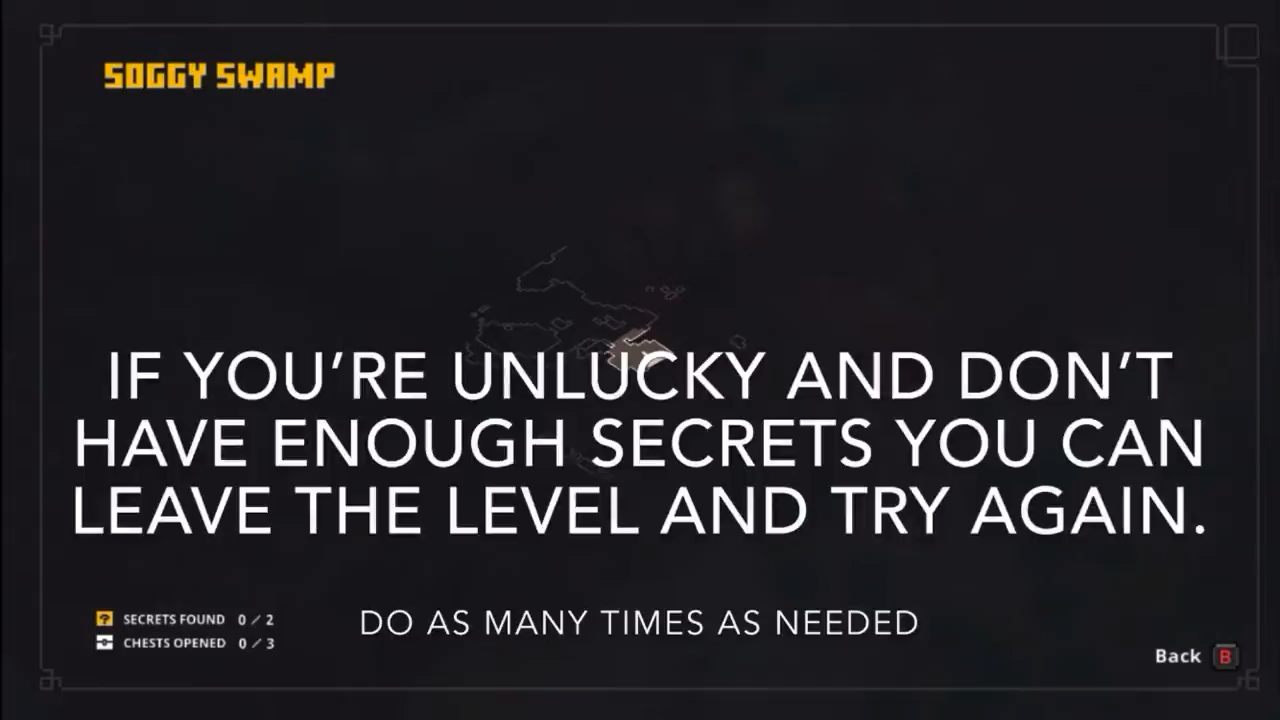 SOGGY SWAMP
IF YOU’RE UNLUCKY AND DON’T
HAVE ENOUGH SECRETS YOU CAN
LEAVE THE LEVEL AND TRY AGAIN.
SECRETS FOUND 0 / 2
DO AS MANY TIMES AS NEEDED
CHESTS OPENED 0 / 3
Back B